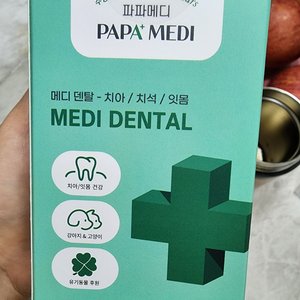 파파메디
PAPA+ MEDI
메디 덴탈 - 치아 / 치석 / 잇몸
MEDI DENTAL
치아/잇몸 건강
강아지 & 고양이
유기동물 후원